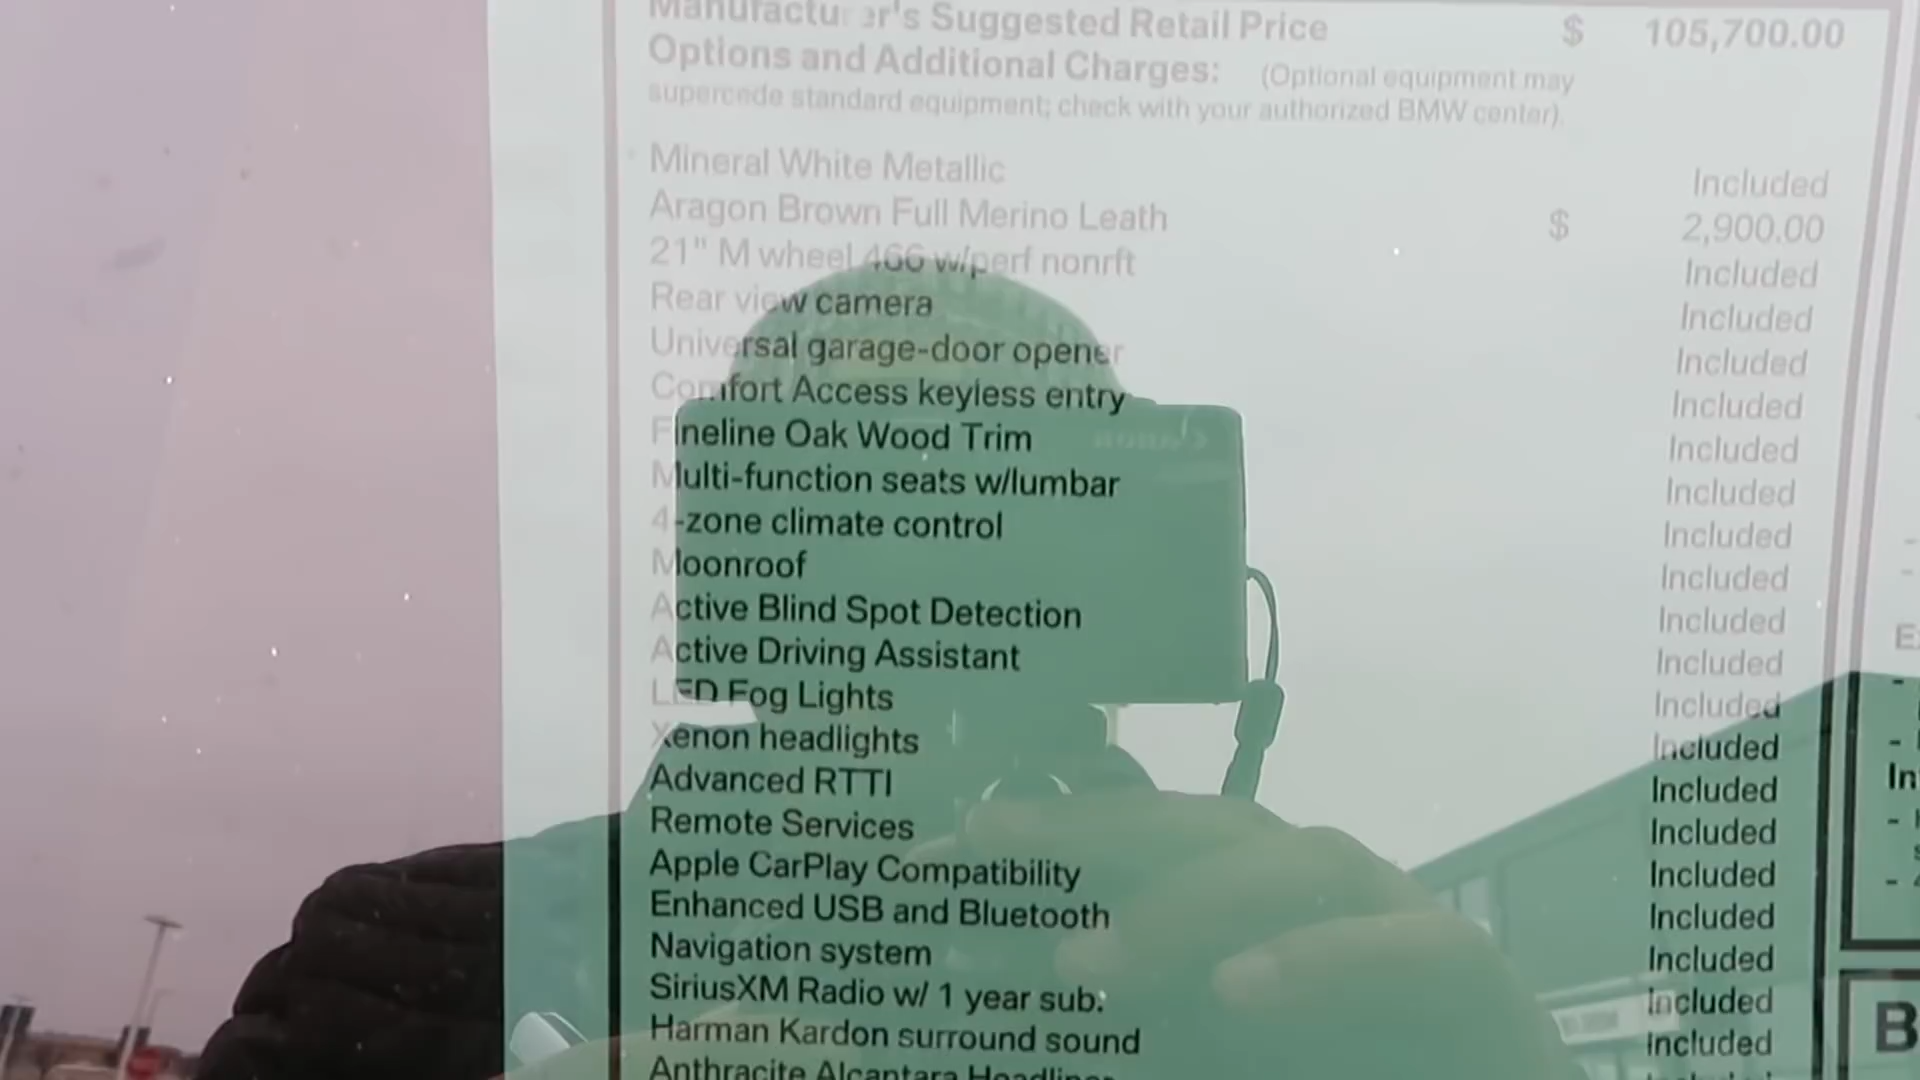 Manufacturer's Suggested Retail Price $ 105,700.00
Options and Additional Charges: (Optional equipment may
supercede standard equipment; check with your authorized BMW center).
Mineral White Metallic Included
Aragon Brown Full Merino Leath $ 2,900.00
21" M wheel 466 w/perf nonrft Included
Rear view camera Included
Universal garage-door opener Included
Comfort Access keyless entry Included
Fineline Oak Wood Trim Included
Multi-function seats w/lumbar Included
4-zone climate control Included
Moonroof Included
Active Blind Spot Detection Included
Active Driving Assistant Included
LED Fog Lights Included
Xenon headlights Included
Advanced RTTI Included
Remote Services Included
Apple CarPlay Compatibility Included
Enhanced USB and Bluetooth Included
Navigation system Included
SiriusXM Radio w/ 1 year sub. Included
Harman Kardon surround sound Included
Anthracite Alcantara Headliner